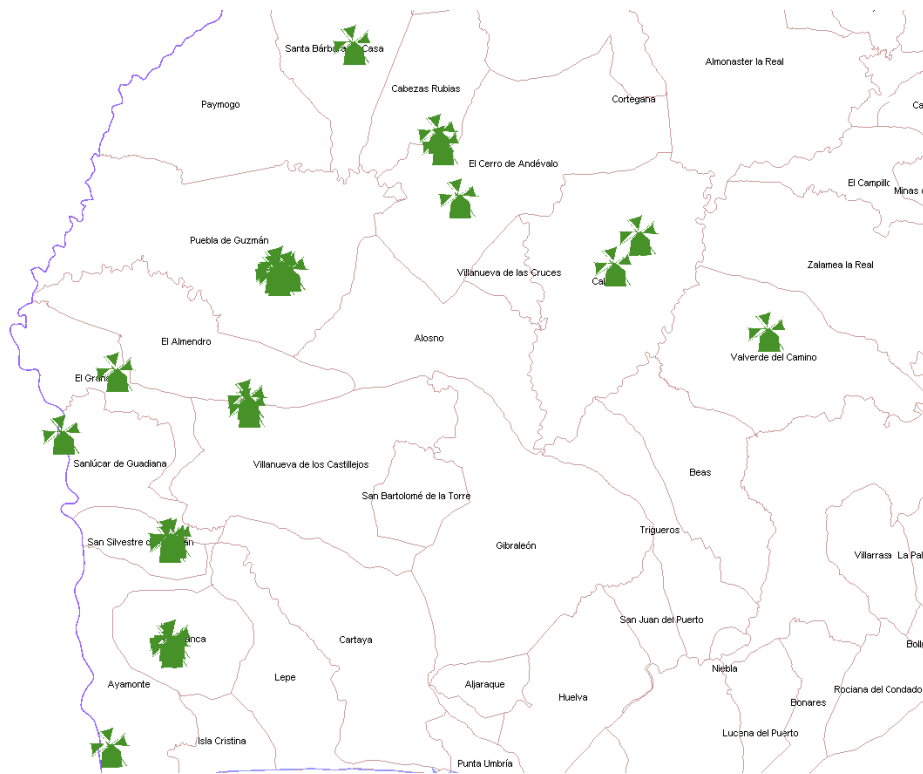 Santa Bárbara Casa
Almonaster la Real
Cabezas Rubias
Paymogo
Cortegana
Ca
El Cerro de Andévalo
El Campillo
Minas
Puebla de Guzmán
Villanueva de las Cruces
Zalamea la Real
Cal
El Almendro
Alosno
Valverde del Camino
El Gran
Sanlúcar de Guadiana
Villanueva de los Castillejos
Beas
San Bartolomé de la Torre
Trigueros
San Silvestre
Gibraleón
Villarrasa
La Pal
San Juan del Puerto
anca
Cartaya
Boll
Niebla
Lepe
Aljaraque
Ayamonte
Huelva
Rociana del Condado
Bonares
Isla Cristina
Lucena del Puerto
Punta Umbría